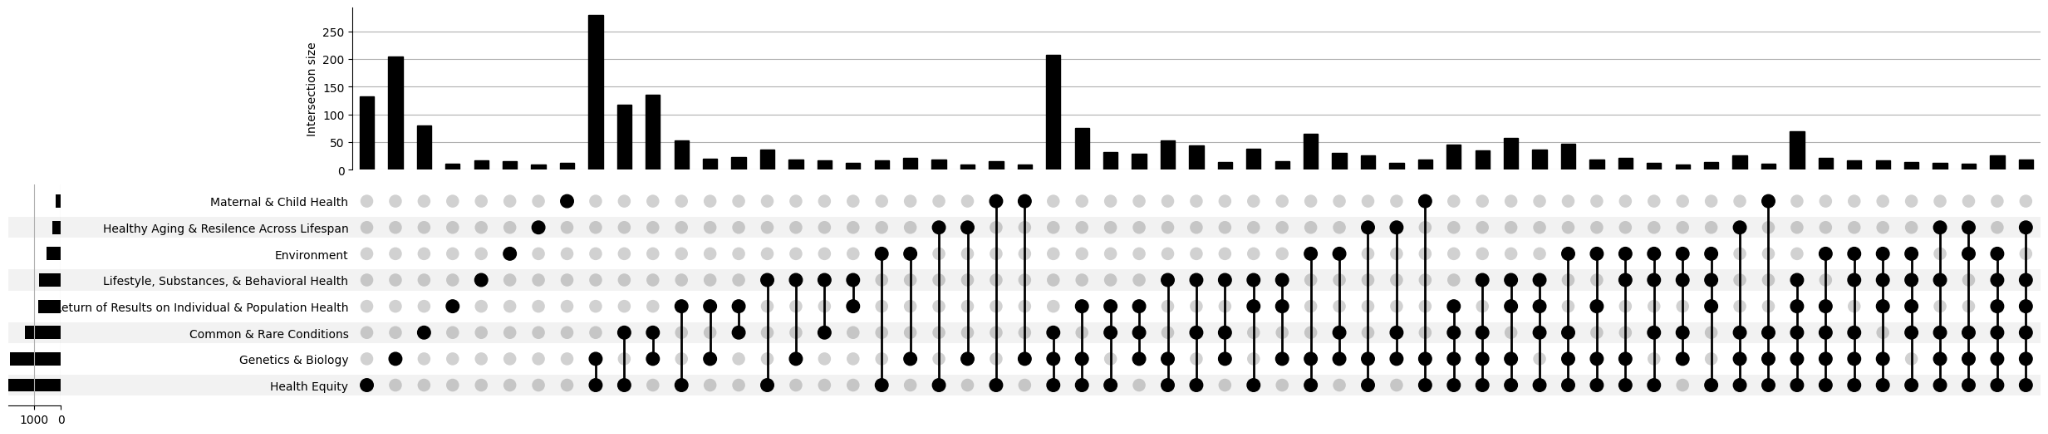 250
200
150
100
50
0
Intersection size
Maternal & Child Health
Healthy Aging & Resilence Across Lifespan
Environment
Lifestyle, Substances, & Behavioral Health
eturn of Results on Individual & Population Health
Common & Rare Conditions
Genetics & Biology
Health Equity
1000 0